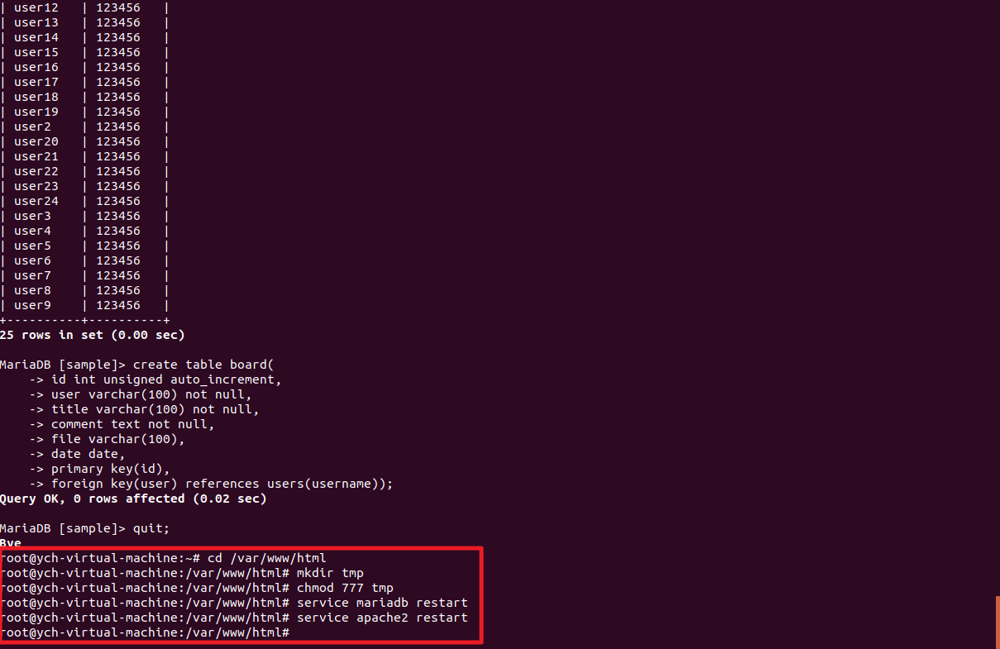 | user12   | 123456   |
| user13   | 123456   |
| user14   | 123456   |
| user15   | 123456   |
| user16   | 123456   |
| user17   | 123456   |
| user18   | 123456   |
| user19   | 123456   |
| user2    | 123456   |
| user20   | 123456   |
| user21   | 123456   |
| user22   | 123456   |
| user23   | 123456   |
| user24   | 123456   |
| user3    | 123456   |
| user4    | 123456   |
| user5    | 123456   |
| user6    | 123456   |
| user7    | 123456   |
| user8    | 123456   |
| user9    | 123456   |
+----------+----------+
25 rows in set (0.00 sec)
MariaDB [sample]> create table board(
    -> id int unsigned auto_increment,
    -> user varchar(100) not null,
    -> title varchar(100) not null,
    -> comment text not null,
    -> file varchar(100),
    -> date date,
    -> primary key(id),
    -> foreign key(user) references users(username));
Query OK, 0 rows affected (0.02 sec)
MariaDB [sample]> quit;
Bye
root@ych-virtual-machine:~# cd /var/www/html
root@ych-virtual-machine:/var/www/html# mkdir tmp
root@ych-virtual-machine:/var/www/html# chmod 777 tmp
root@ych-virtual-machine:/var/www/html# service mariadb restart
root@ych-virtual-machine:/var/www/html# service apache2 restart
root@ych-virtual-machine:/var/www/html#